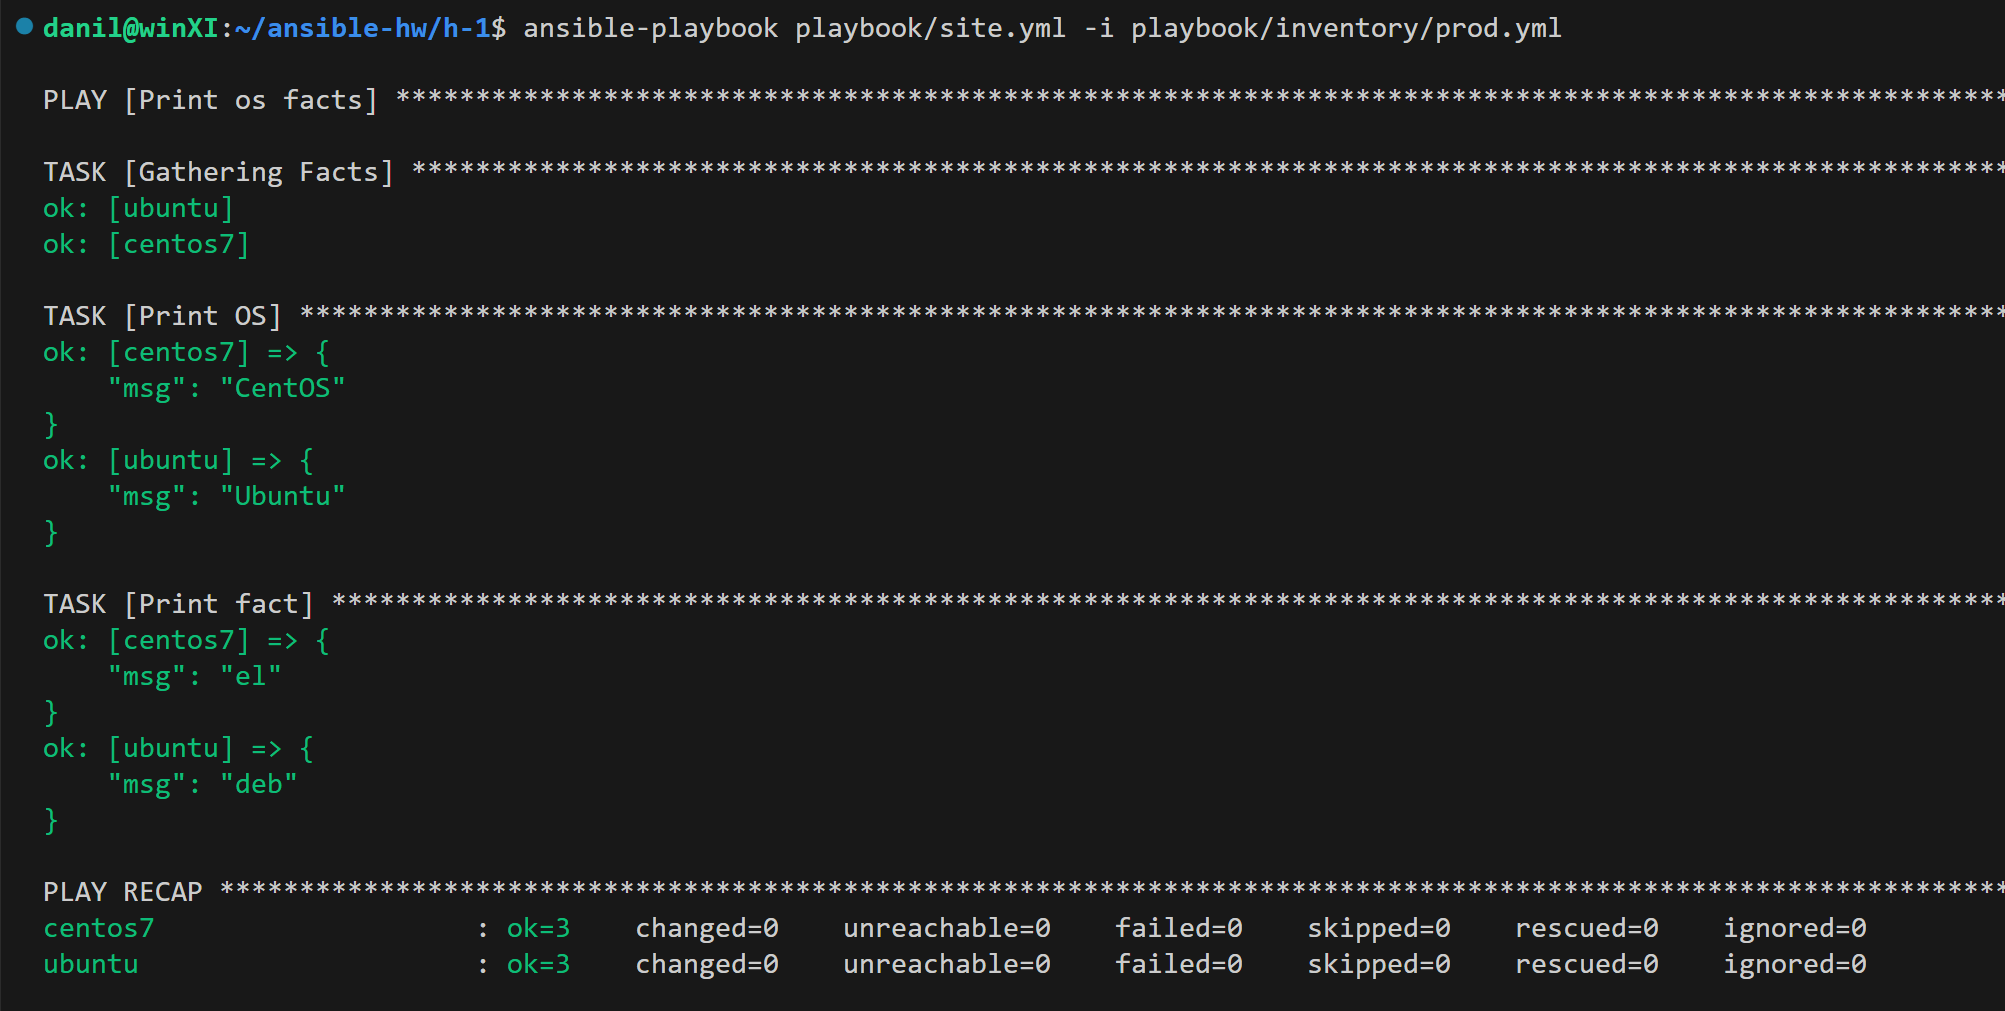 danil@winXI:~/ansible-hw/h-1$ ansible-playbook playbook/site.yml -i playbook/inventory/prod.yml
PLAY [Print os facts] *****************************************************************************************************
TASK [Gathering Facts] ****************************************************************************************************
ok: [ubuntu]
ok: [centos7]
TASK [Print OS] ***********************************************************************************************************
ok: [centos7] => {
    "msg": "CentOS"
}
ok: [ubuntu] => {
    "msg": "Ubuntu"
}
TASK [Print fact] *********************************************************************************************************
ok: [centos7] => {
    "msg": "el"
}
ok: [ubuntu] => {
    "msg": "deb"
}
PLAY RECAP ****************************************************************************************************************
centos7                    : ok=3    changed=0    unreachable=0    failed=0    skipped=0    rescued=0    ignored=0
ubuntu                     : ok=3    changed=0    unreachable=0    failed=0    skipped=0    rescued=0    ignored=0